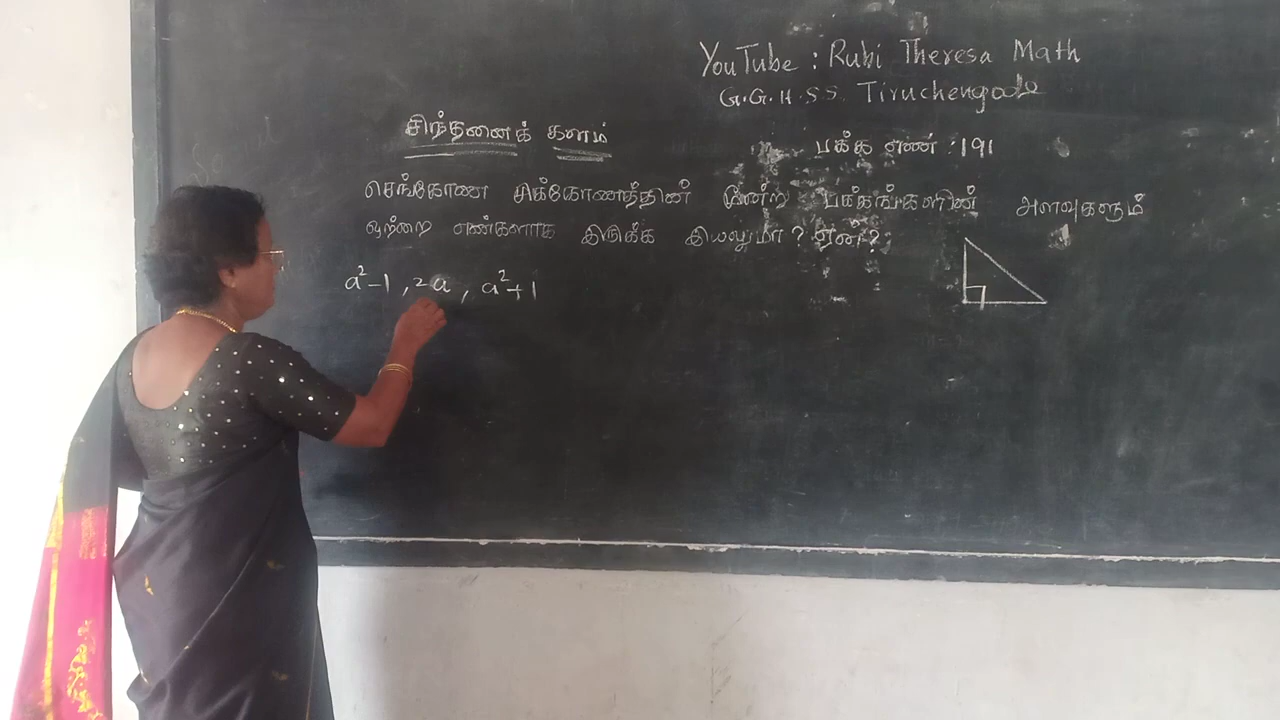 YouTube : Rubi Theresa Math
G.G.H.S.S. Tiruchengode
சிந்தனைக் களம்
பக்க எண் : 191
செங்கோண முக்கோணத்தின் மூன்று பக்கங்களின் அளவுகளும்
ஒற்றை எண்களாக இருக்க இயலுமா? ஏன்?
a²-1, 2a, a²+1